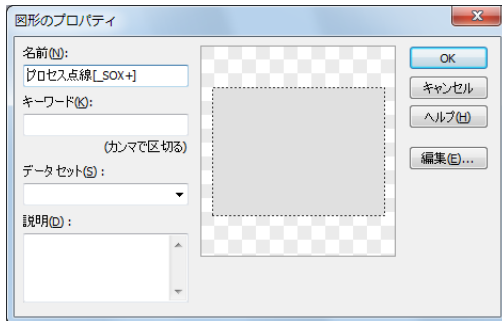 図形のプロパティ
名前(N):
プロセス点線[_SOX+]
キーワード(K):
(カンマで区切る)
データ セット(S) :
説明(D) :
OK
キャンセル
ヘルプ(H)
編集(E)...